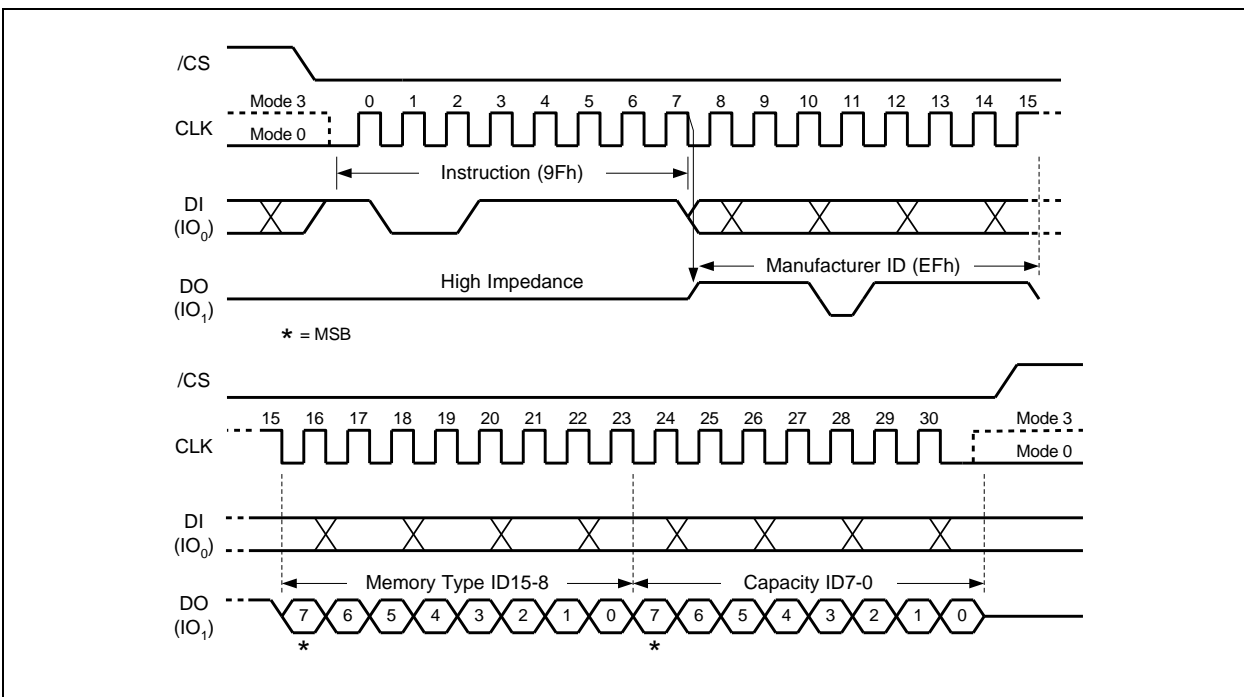 /CS
Mode 3 0 1 2 3 4 5 6 7 8 9 10 11 12 13 14 15
CLK
Mode 0
Instruction (9Fh)
DI
(IO₀)
Manufacturer ID (EFh)
High Impedance
DO
(IO₁)
* = MSB
/CS
15 16 17 18 19 20 21 22 23 24 25 26 27 28 29 30 Mode 3
CLK
Mode 0
DI
(IO₀)
Memory Type ID15-8 Capacity ID7-0
DO
(IO₁)
7 6 5 4 3 2 1 0 7 6 5 4 3 2 1 0
* *